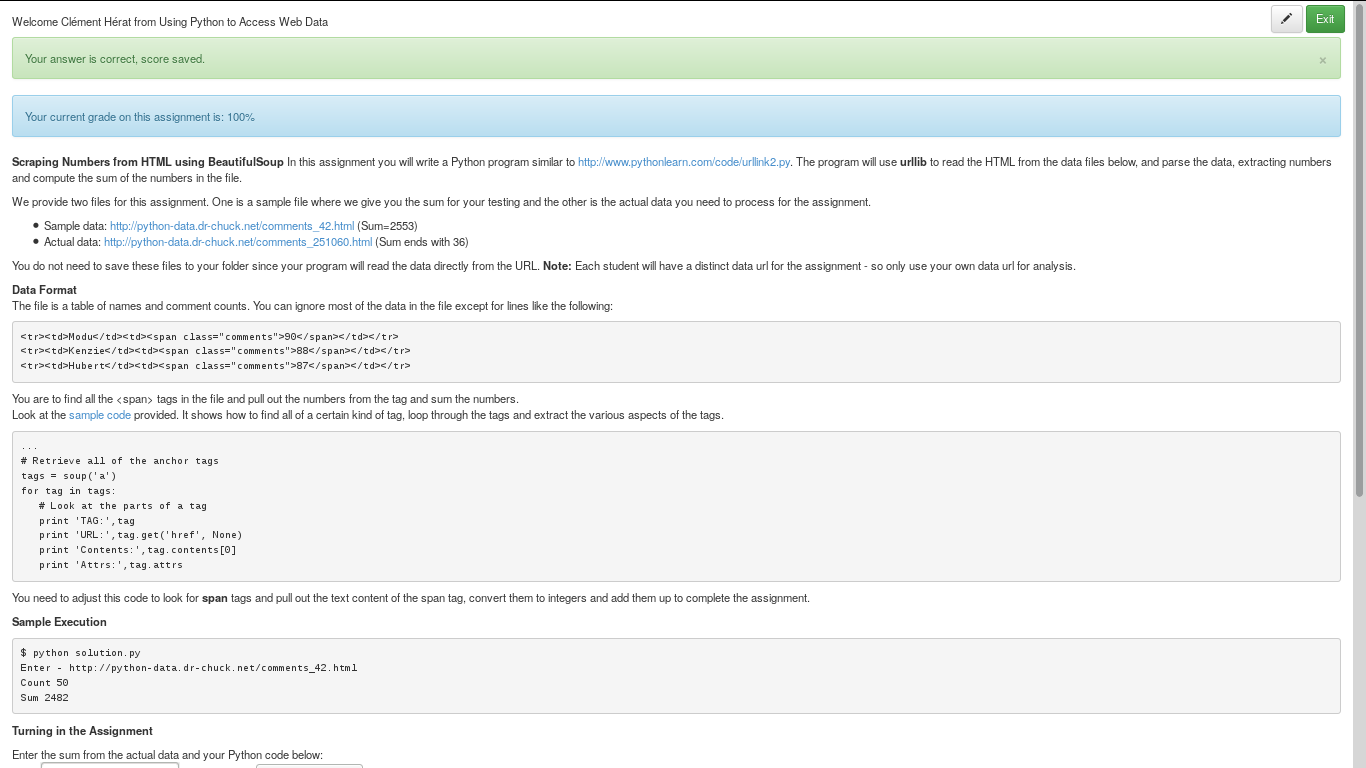 Welcome Clément Hérat from Using Python to Access Web Data
Exit
Your answer is correct, score saved.
×
Your current grade on this assignment is: 100%
Scraping Numbers from HTML using BeautifulSoup In this assignment you will write a Python program similar to http://www.pythonlearn.com/code/urllink2.py. The program will use urllib to read the HTML from the data files below, and parse the data, extracting numbers
and compute the sum of the numbers in the file.
We provide two files for this assignment. One is a sample file where we give you the sum for your testing and the other is the actual data you need to process for the assignment.
• Sample data: http://python-data.dr-chuck.net/comments_42.html (Sum=2553)
• Actual data: http://python-data.dr-chuck.net/comments_251060.html (Sum ends with 36)
You do not need to save these files to your folder since your program will read the data directly from the URL. Note: Each student will have a distinct data url for the assignment - so only use your own data url for analysis.
Data Format
The file is a table of names and comment counts. You can ignore most of the data in the file except for lines like the following:
<tr><td>Modu</td><td><span class="comments">90</span></td></tr>
<tr><td>Kenzie</td><td><span class="comments">88</span></td></tr>
<tr><td>Hubert</td><td><span class="comments">87</span></td></tr>
You are to find all the <span> tags in the file and pull out the numbers from the tag and sum the numbers.
Look at the sample code provided. It shows how to find all of a certain kind of tag, loop through the tags and extract the various aspects of the tags.
...
# Retrieve all of the anchor tags
tags = soup('a')
for tag in tags:
   # Look at the parts of a tag
   print 'TAG:',tag
   print 'URL:',tag.get('href', None)
   print 'Contents:',tag.contents[0]
   print 'Attrs:',tag.attrs
You need to adjust this code to look for span tags and pull out the text content of the span tag, convert them to integers and add them up to complete the assignment.
Sample Execution
$ python solution.py
Enter - http://python-data.dr-chuck.net/comments_42.html
Count 50
Sum 2482
Turning in the Assignment
Enter the sum from the actual data and your Python code below: